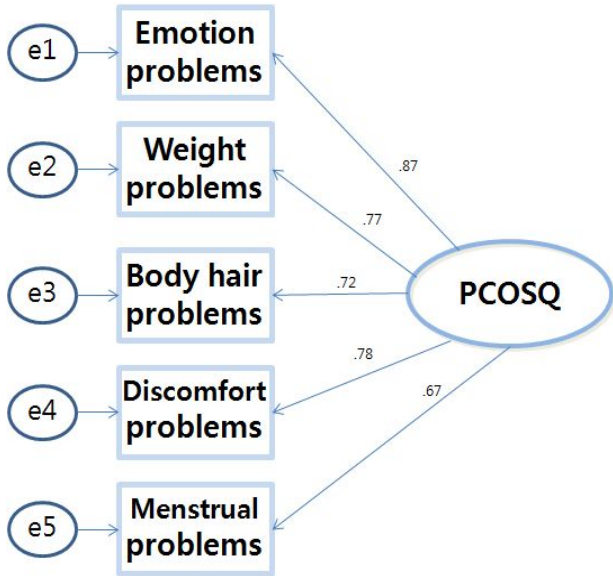 e1
Emotion
problems
.87
e2
Weight
problems
.77
e3
Body hair
problems
.72
PCOSQ
e4
Discomfort
problems
.78
e5
Menstrual
problems
.67